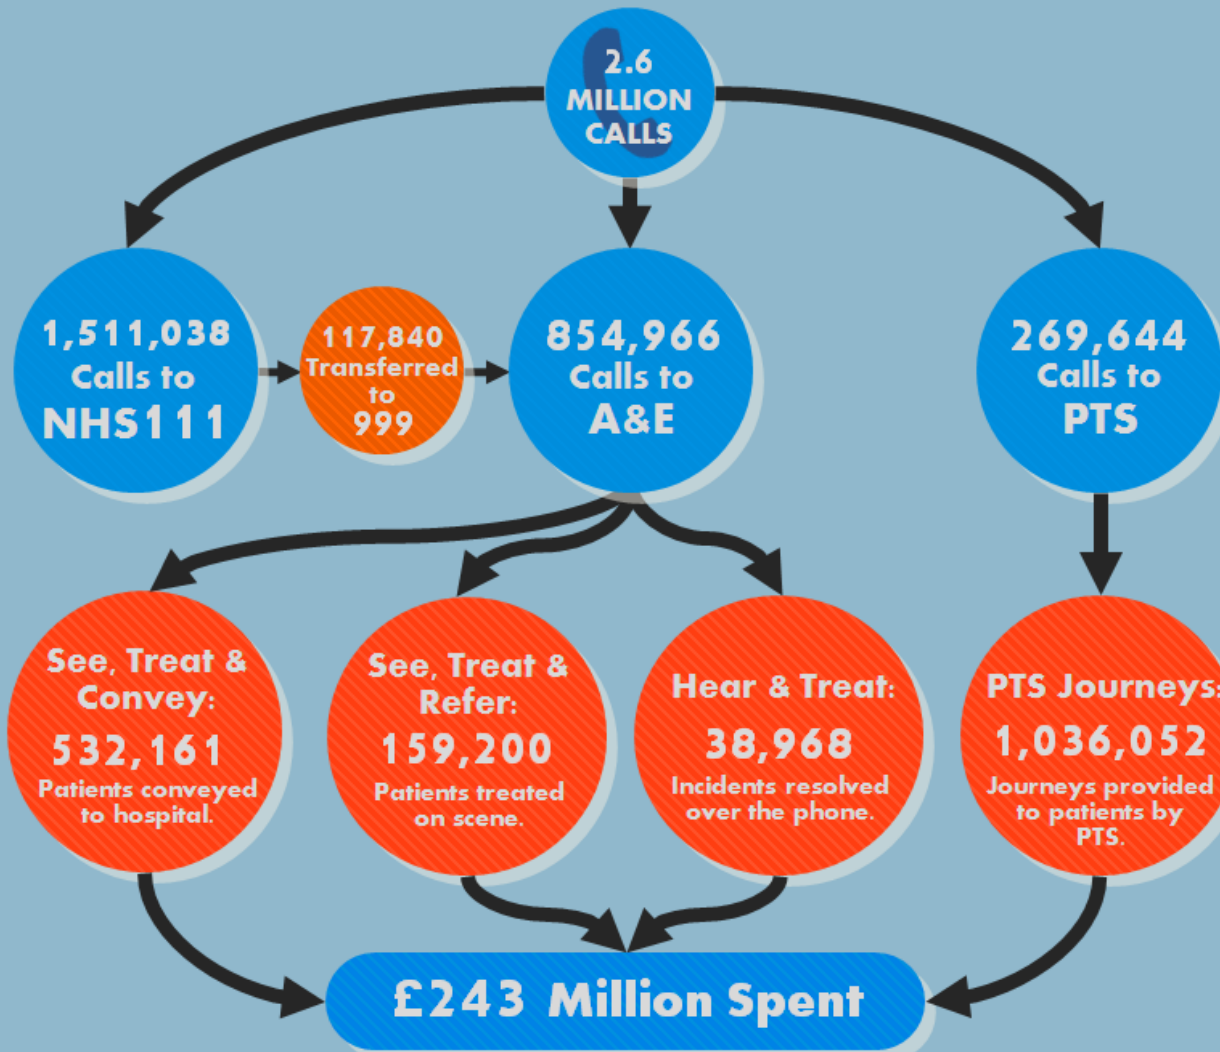 2.6
MILLION
CALLS
1,511,038
Calls to
NHS111
117,840
Transferred
to
999
854,966
Calls to
A&E
269,644
Calls to
PTS
See, Treat &
Convey:
532,161
Patients conveyed
to hospital.
See, Treat &
Refer:
159,200
Patients treated
on scene.
Hear & Treat:
38,968
Incidents resolved
over the phone.
PTS Journeys:
1,036,052
Journeys provided
to patients by
PTS.
£243 Million Spent